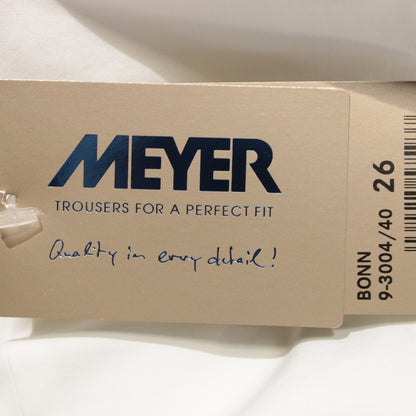 MEYER
TROUSERS FOR A PERFECT FIT
Quality in every detail!
BONN
9-3004/40
26